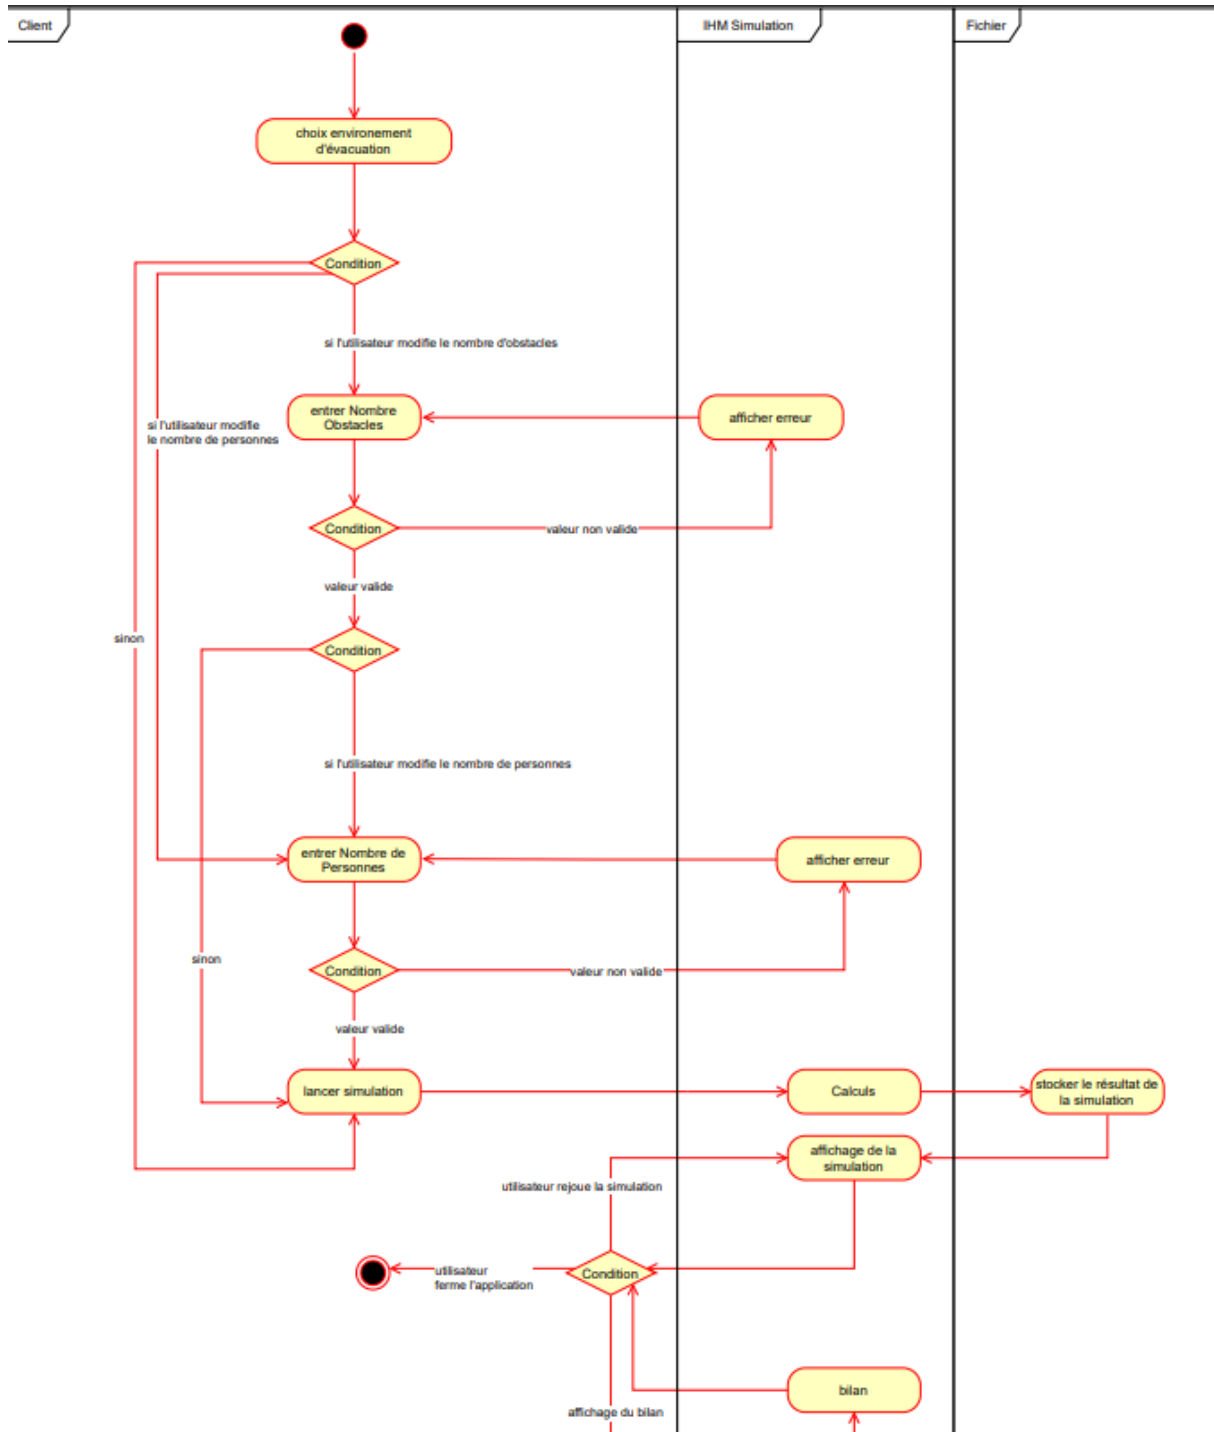 Client
IHM Simulation
Fichier
choix environement
d'évacuation
Condition
si l'utilisateur modifie le nombre d'obstacles
entrer Nombre
Obstacles
afficher erreur
si l'utilisateur modifie
le nombre de personnes
Condition
valeur non valide
valeur valide
sinon
Condition
si l'utilisateur modifie le nombre de personnes
entrer Nombre de
Personnes
afficher erreur
sinon
Condition
valeur non valide
valeur valide
lancer simulation
Calculs
stocker le résultat de
la simulation
affichage de la
simulation
utilisateur rejoue la simulation
Condition
utilisateur
ferme l'application
bilan
affichage du bilan